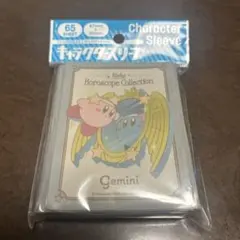 65
Character
Sleeve
キャラクタースリーブ
Kirby
Horoscope Collection
Gemini